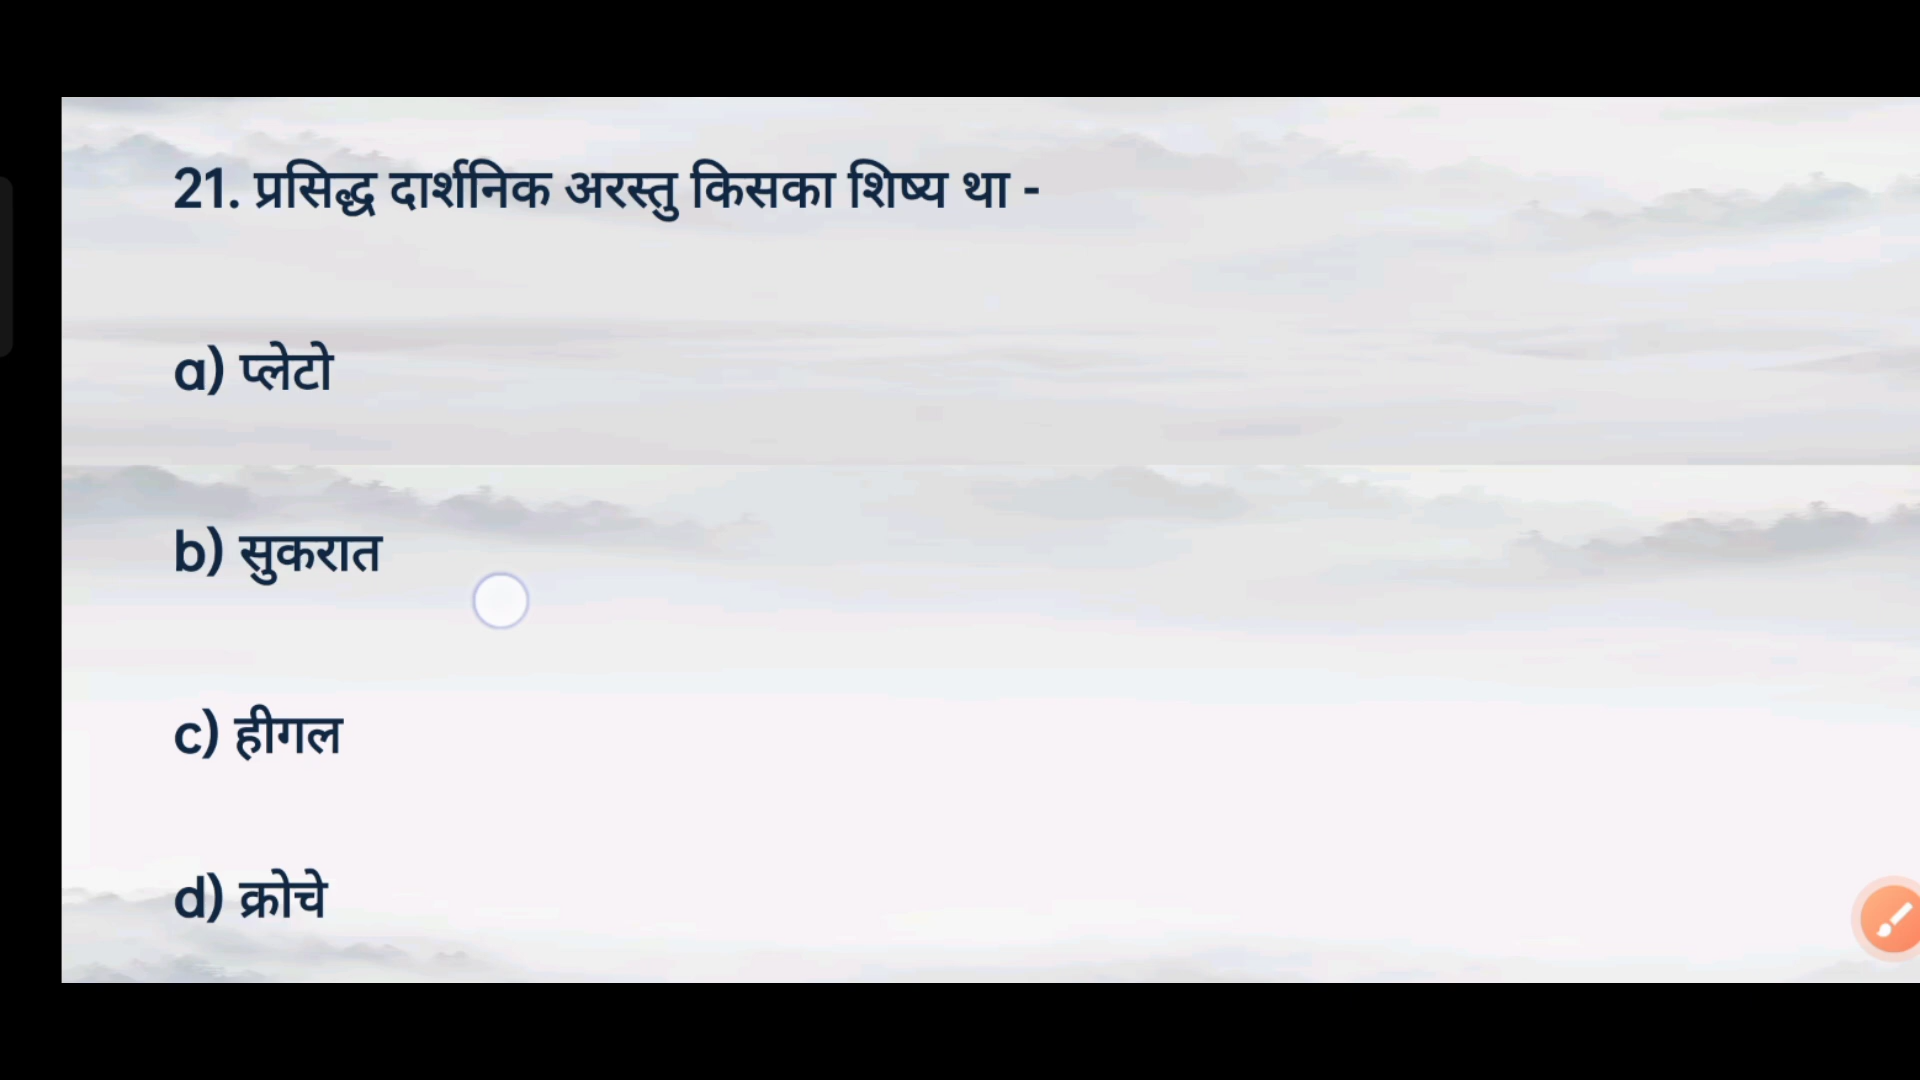 21. प्रसिद्ध दार्शनिक अरस्तु किसका शिष्य था -
a) प्लेटो
b) सुकरात
c) हीगल
d) क्रोचे